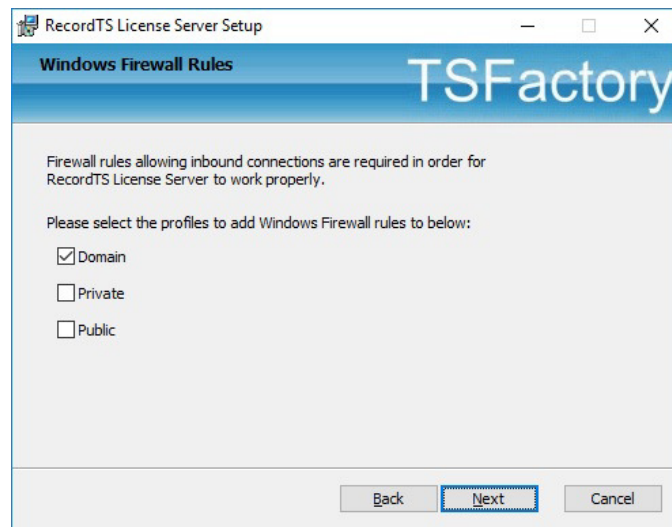 RecordTS License Server Setup
Windows Firewall Rules
TSFactory
Firewall rules allowing inbound connections are required in order for
RecordTS License Server to work properly.
Please select the profiles to add Windows Firewall rules to below:
Domain
Private
Public
Back Next Cancel